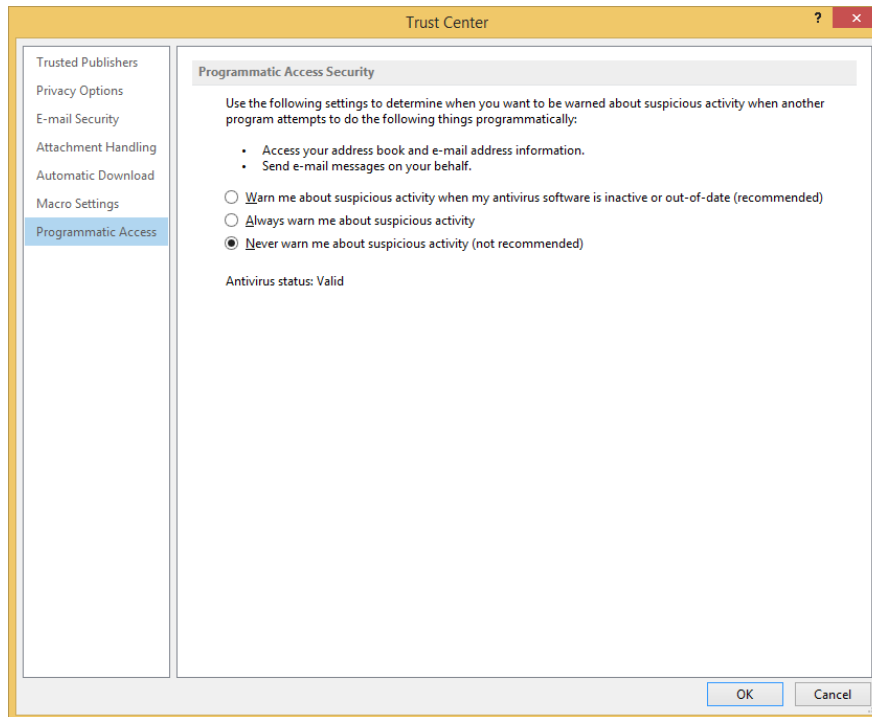 Trust Center
?
×
Trusted Publishers
Privacy Options
E-mail Security
Attachment Handling
Automatic Download
Macro Settings
Programmatic Access
Programmatic Access Security
Use the following settings to determine when you want to be warned about suspicious activity when another
program attempts to do the following things programmatically:
• Access your address book and e-mail address information.
• Send e-mail messages on your behalf.
Warn me about suspicious activity when my antivirus software is inactive or out-of-date (recommended)
Always warn me about suspicious activity
Never warn me about suspicious activity (not recommended)
Antivirus status: Valid
OK
Cancel